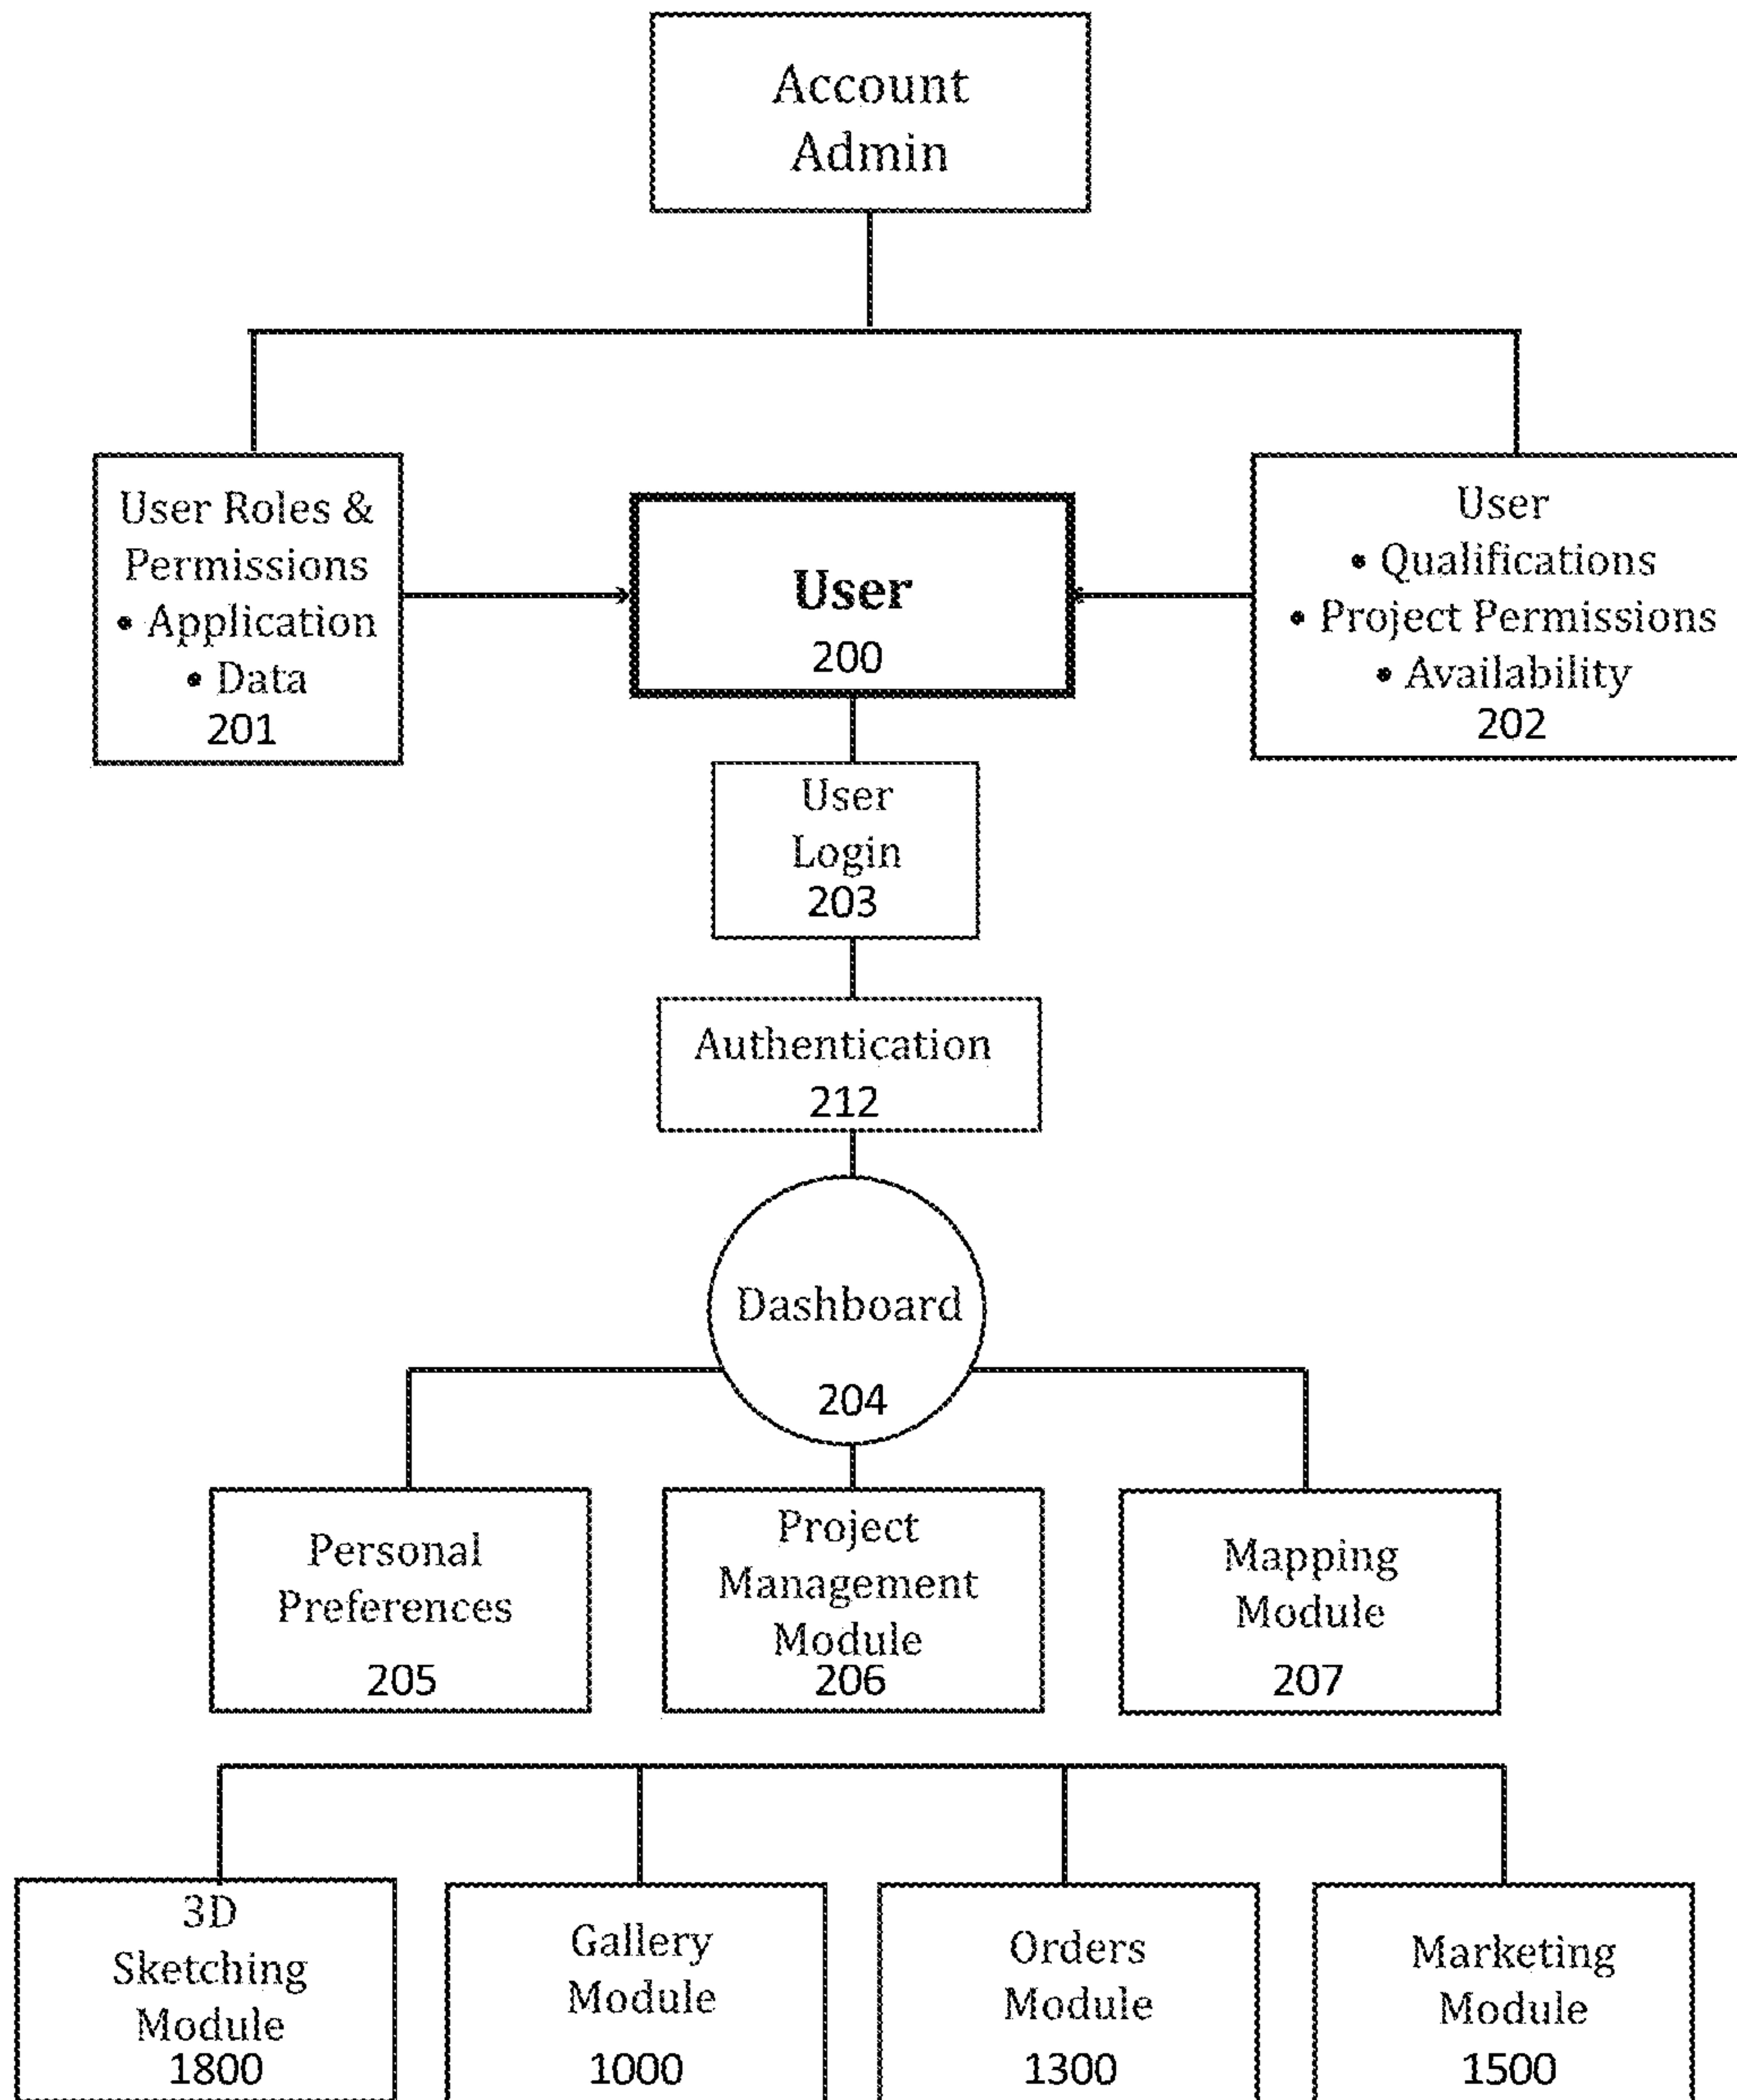 Account
Admin
User Roles &
Permissions
• Application
• Data
201
User
200
User
• Qualifications
• Project Permissions
• Availability
202
User
Login
203
Authentication
212
Dashboard
204
Personal
Preferences
205
Project
Management
Module
206
Mapping
Module
207
3D
Sketching
Module
1800
Gallery
Module
1000
Orders
Module
1300
Marketing
Module
1500